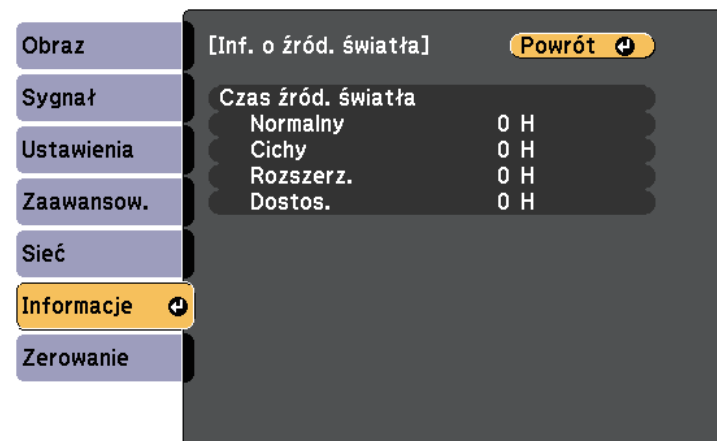 Obraz
Sygnał
Ustawienia
Zaawansow.
Sieć
Informacje
Zerowanie
[Inf. o źród. światła] Powrót
Czas źród. światła
Normalny 0 H
Cichy 0 H
Rozszerz. 0 H
Dostos. 0 H